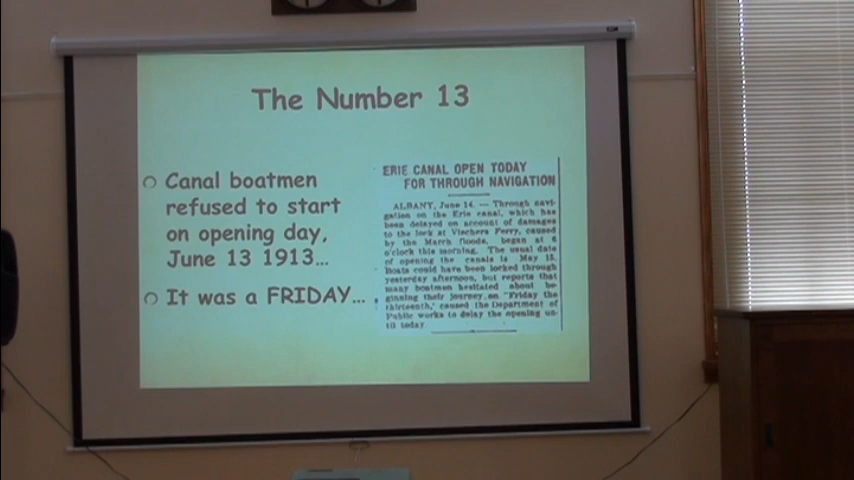 The Number 13
Canal boatmen
refused to start
on opening day,
June 13 1913...
It was a FRIDAY...
ERIE CANAL OPEN TODAY
FOR THROUGH NAVIGATION
ALBANY, June 14. — Through navi-
gation on the Erie canal, which has
been delayed on account of damages
to the lock at Vischers Ferry, caused
by the March floods, began at 6
o'clock this morning. The usual date
of opening the canals is May 15.
Boats could have been locked through
yesterday afternoon, but reports that
many boatmen hesitated about be-
ginning their journey on "Friday the
thirteenth," caused the Department of
Public works to delay the opening un-
til today